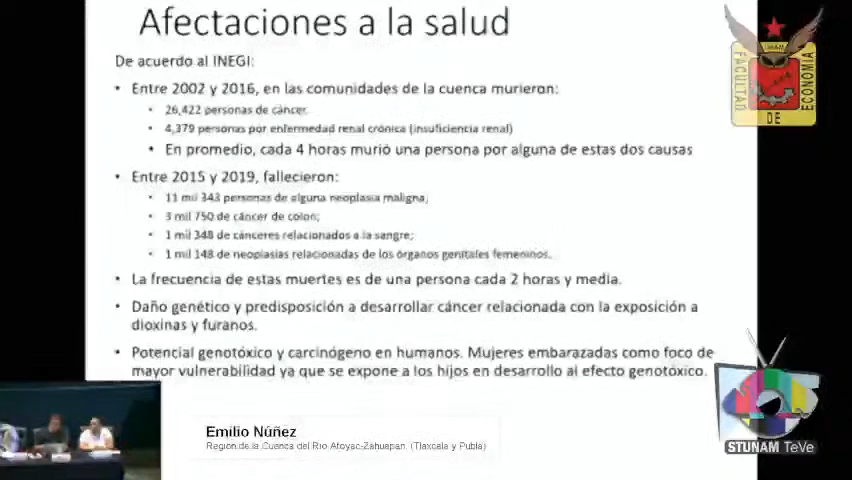 Afectaciones a la salud
De acuerdo al INEGI:
• Entre 2002 y 2016, en las comunidades de la cuenca murieron:
• 26,422 personas de cáncer.
• 4,379 personas por enfermedad renal crónica (insuficiencia renal)
• En promedio, cada 4 horas murió una persona por alguna de estas dos causas
• Entre 2015 y 2019, fallecieron:
• 11 mil 343 personas de alguna neoplasia maligna;
• 3 mil 750 de cáncer de colon;
• 1 mil 348 de cánceres relacionados a la sangre;
• 1 mil 148 de neoplasias relacionadas de los órganos genitales femeninos.
• La frecuencia de estas muertes es de una persona cada 2 horas y media.
• Daño genético y predisposición a desarrollar cáncer relacionada con la exposición a
dioxinas y furanos.
• Potencial genotóxico y carcinógeno en humanos. Mujeres embarazadas como foco de
mayor vulnerabilidad ya que se expone a los hijos en desarrollo al efecto genotóxico.
Emilio Núñez
Región de la Cuenca del Río Atoyac-Zahuapan. (Tlaxcala y Publa)
UNAM
FACULTAD
DE
ECONOMIA
STUNAM TeVe